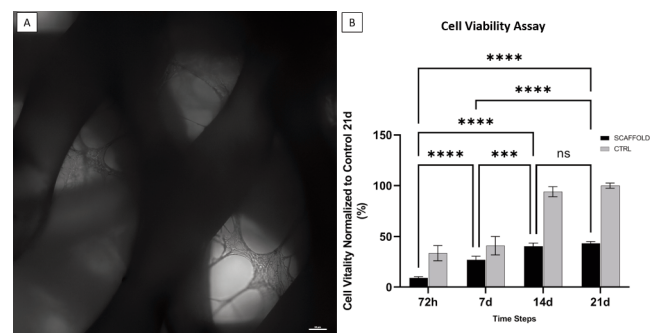 A
B
Cell Viability Assay
****
****
****
**** *** ns
SCAFFOLD
CTRL
Cell Vitality Normalized to Control 21d
(%)
150
100
50
0
72h 7d 14d 21d
Time Steps